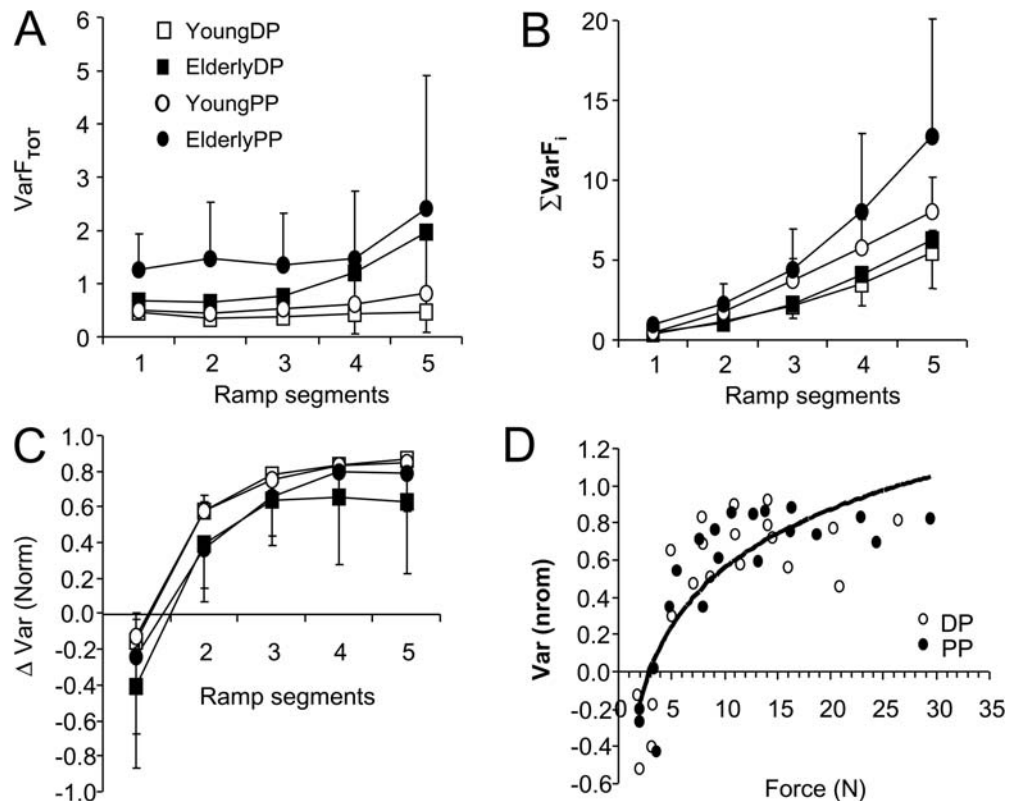 A
6
5
4
3
2
1
0
VarF_TOT
YoungDP
ElderlyDP
YoungPP
ElderlyPP
1 2 3 4 5
Ramp segments
B
20
15
10
5
0
ΣVarF_i
1 2 3 4 5
Ramp segments
C
1.0
0.8
0.6
0.4
0.2
0.0
-0.2
-0.4
-0.6
-0.8
-1.0
Δ Var (Norm)
2 3 4 5
Ramp segments
D
1.2
1.0
0.8
0.6
0.4
0.2
0.0
-0.2
-0.4
-0.6
Var (nrom)
DP
PP
0 5 10 15 20 25 30 35
Force (N)